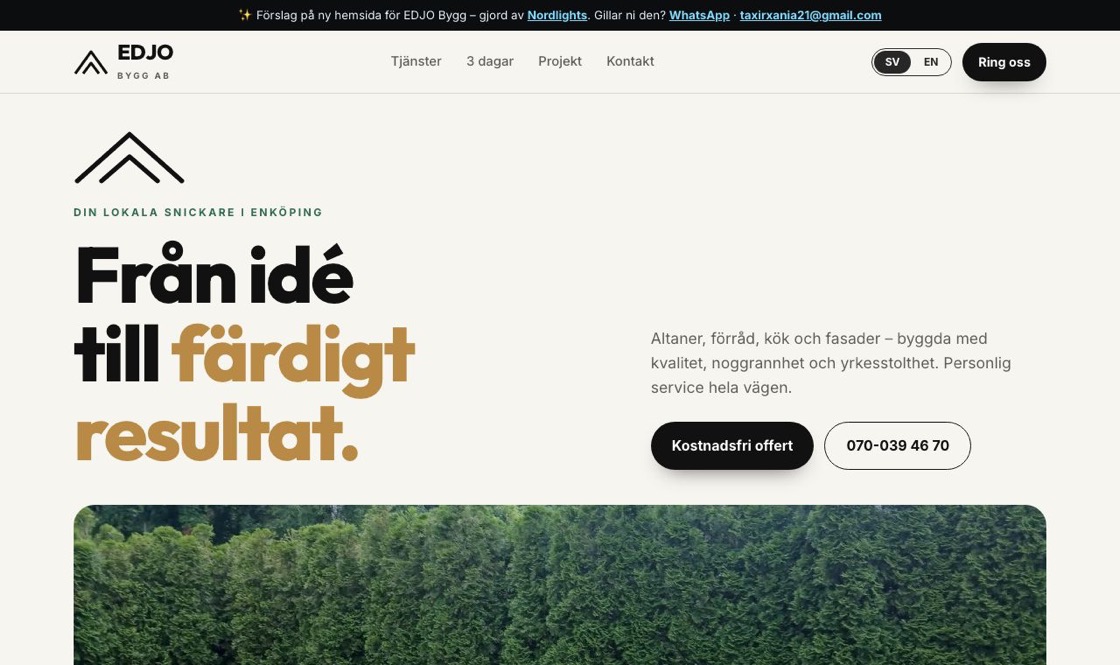 ✨ Förslag på ny hemsida för EDJO Bygg – gjord av Nordlights. Gillar ni den? WhatsApp · taxirxania21@gmail.com
EDJO
BYGG AB
Tjänster 3 dagar Projekt Kontakt
SV EN
Ring oss
DIN LOKALA SNICKARE I ENKÖPING
Från idé
till färdigt
resultat.
Altaner, förråd, kök och fasader – byggda med
kvalitet, noggrannhet och yrkesstolthet. Personlig
service hela vägen.
Kostnadsfri offert
070-039 46 70